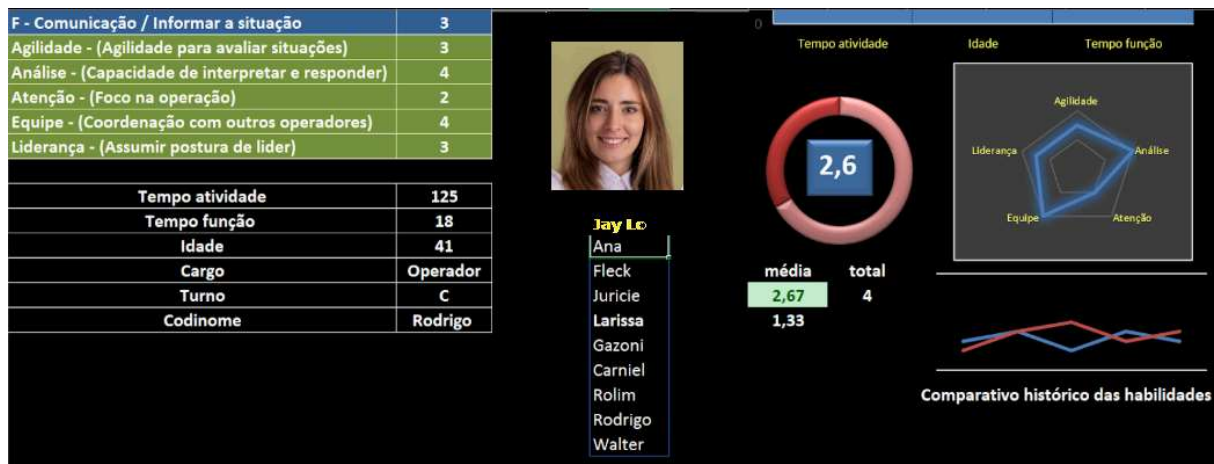 F - Comunicação / Informar a situação 3
Agilidade - (Agilidade para avaliar situações) 3
Análise - (Capacidade de interpretar e responder) 4
Atenção - (Foco na operação) 2
Equipe - (Coordenação com outros operadores) 4
Liderança - (Assumir postura de lider) 3
Tempo atividade 125
Tempo função 18
Idade 41
Cargo Operador
Turno C
Codinome Rodrigo
Jay Lo
Ana
Fleck
Juricie
Larissa
Gazoni
Carniel
Rolim
Rodrigo
Walter
0
Tempo atividade Idade Tempo função
2,6
média total
2,67 4
1,33
Agilidade
Liderança Análise
Equipe Atenção
Comparativo histórico das habilidades